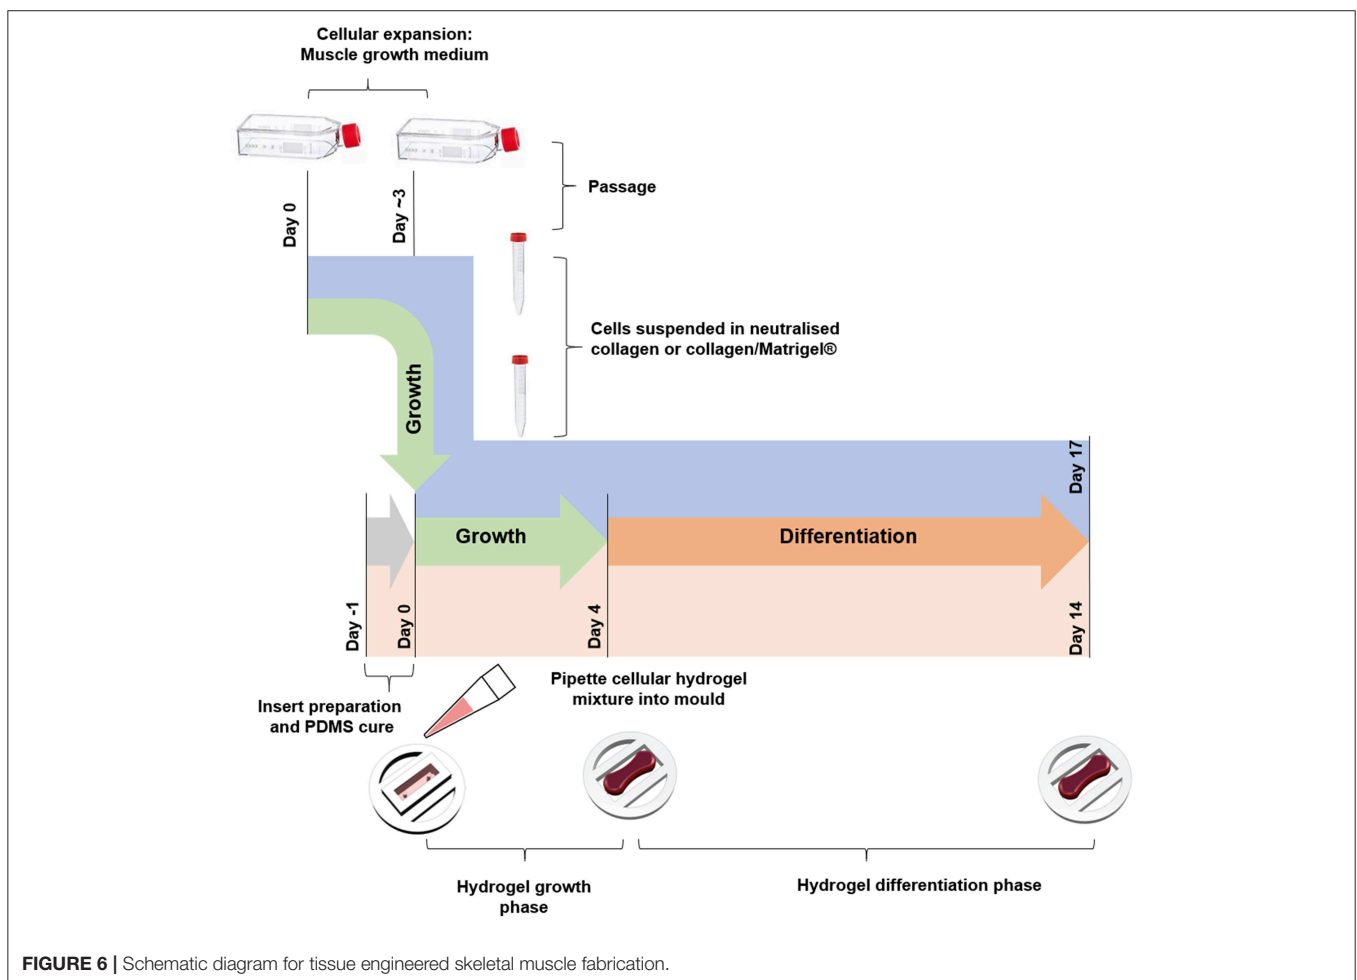 Cellular expansion:
Muscle growth medium
Day 0
Day ~3
Passage
Cells suspended in neutralised
collagen or collagen/Matrigel®
Growth
Growth
Differentiation
Day 17
Day -1
Day 0
Day 4
Day 14
Insert preparation
and PDMS cure
Pipette cellular hydrogel
mixture into mould
Hydrogel growth
phase
Hydrogel differentiation phase
FIGURE 6 | Schematic diagram for tissue engineered skeletal muscle fabrication.